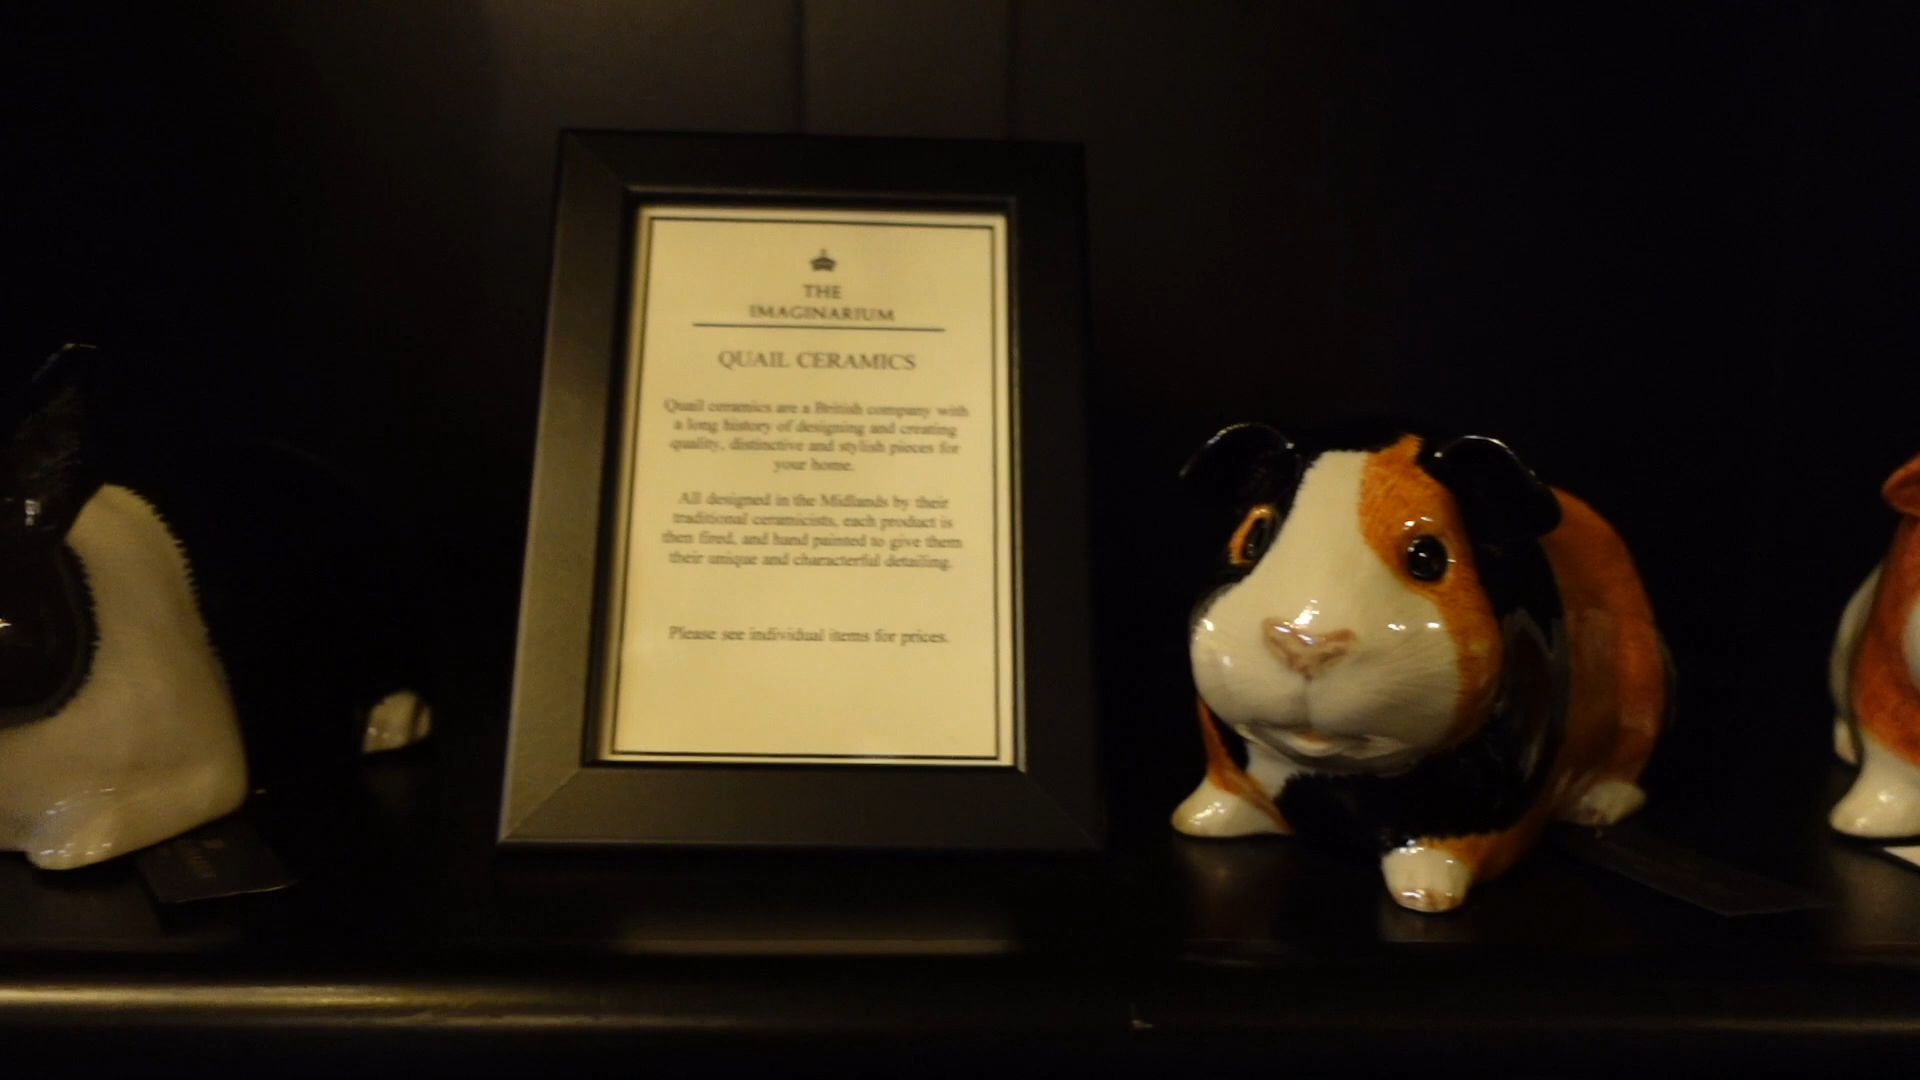 THE
IMAGINARIUM
QUAIL CERAMICS
Quail ceramics are a British company with
a long history of designing and creating
quality, distinctive and stylish pieces for
your home.
All designed in the Midlands by their
traditional ceramicists, each product is
then fired, and hand painted to give them
their unique and characterful detailing.
Please see individual items for prices.